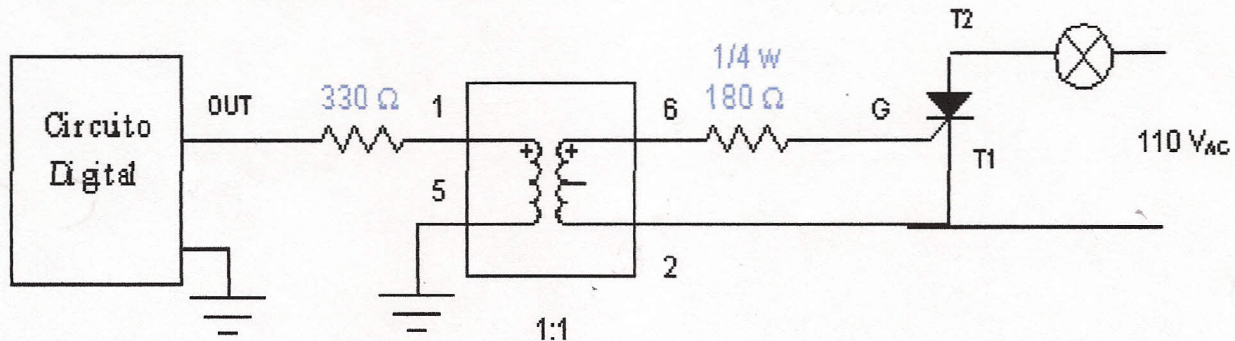 T2
1/4 w
OUT
330 Ω
1
6
180 Ω
G
Circuito
Digital
5
T1
110 VAC
2
1:1